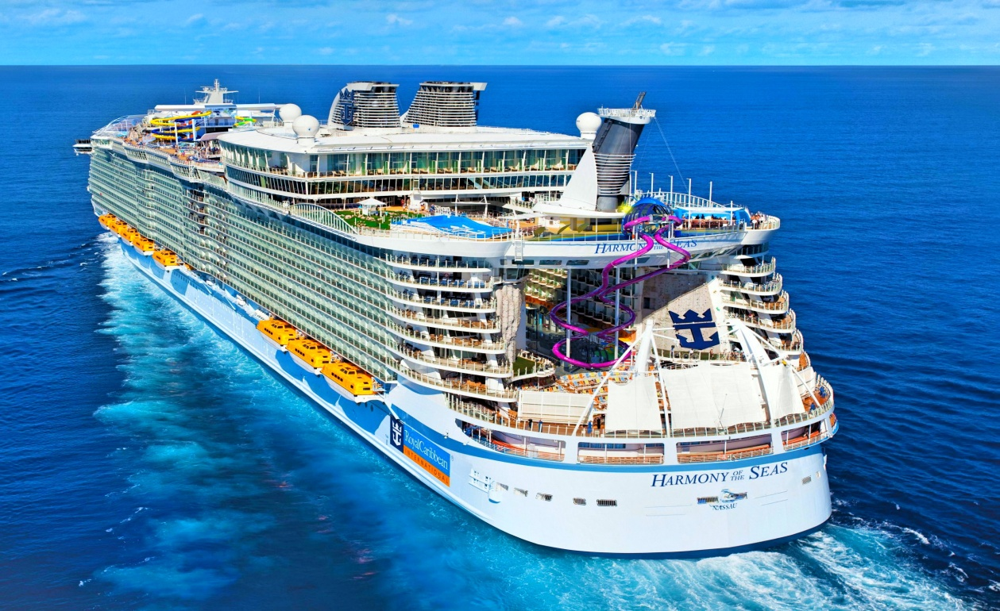 HARMONY OF THE SEAS
RoyalCaribbean
INTERNATIONAL
HARMONY OF THE SEAS
NASSAU